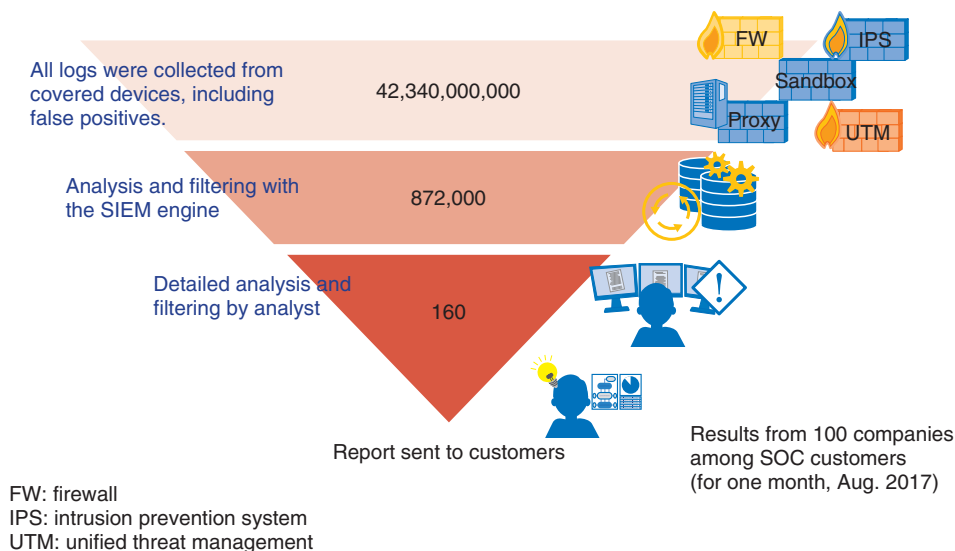 All logs were collected from
covered devices, including
false positives.
42,340,000,000
FW
IPS
Sandbox
Proxy
UTM
Analysis and filtering with
the SIEM engine
872,000
Detailed analysis and
filtering by analyst
160
!
Report sent to customers
Results from 100 companies
among SOC customers
(for one month, Aug. 2017)
FW: firewall
IPS: intrusion prevention system
UTM: unified threat management